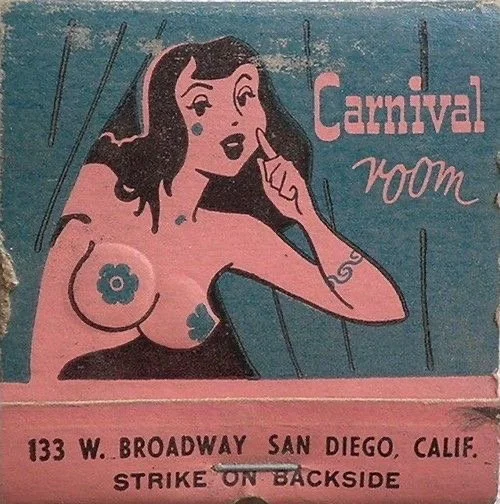 Carnival
room
133 W. BROADWAY SAN DIEGO, CALIF.
STRIKE ON BACKSIDE